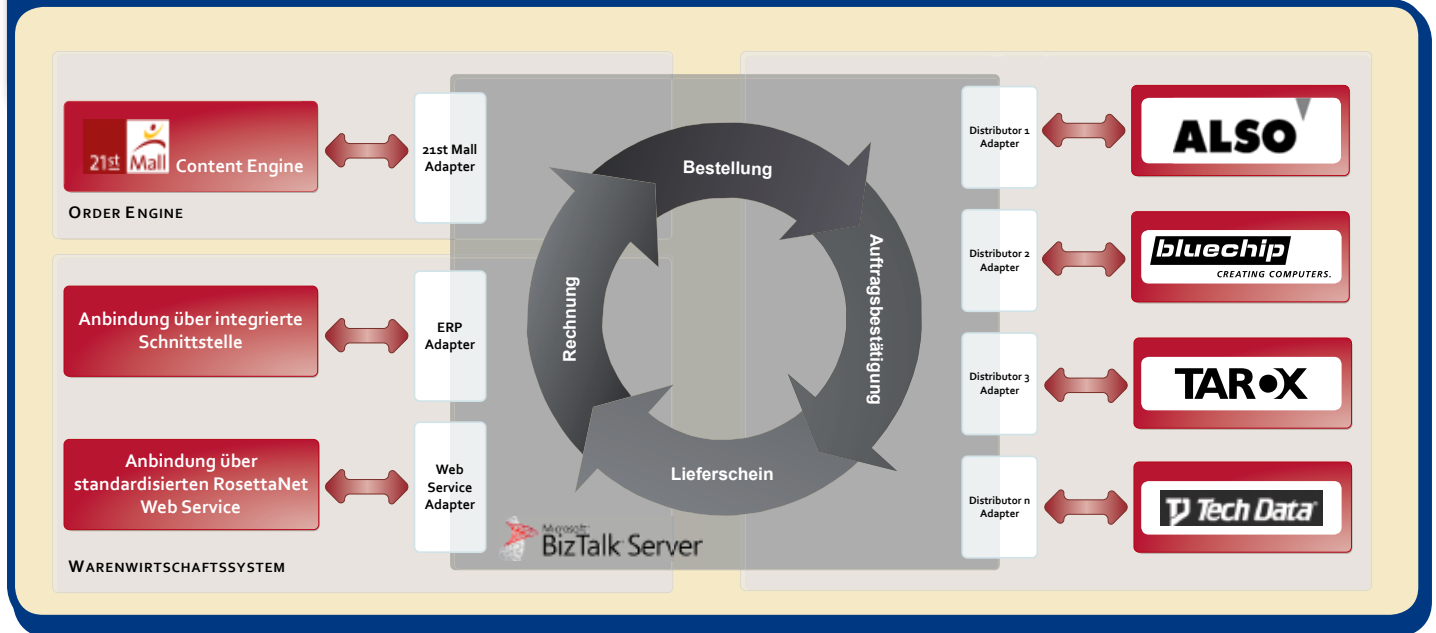 21st Mall Content Engine
ORDER ENGINE
21st Mall
Adapter
Anbindung über integrierte
Schnittstelle
ERP
Adapter
Anbindung über
standardisierten RosettaNet
Web Service
Web
Service
Adapter
WARENWIRTSCHAFTSSYSTEM
Bestellung
Auftragsbestätigung
Lieferschein
Rechnung
Microsoft
BizTalk Server
Distributor 1
Adapter
ALSO
Distributor 2
Adapter
bluechip
CREATING COMPUTERS.
Distributor 3
Adapter
TAROX
Distributor n
Adapter
Tech Data